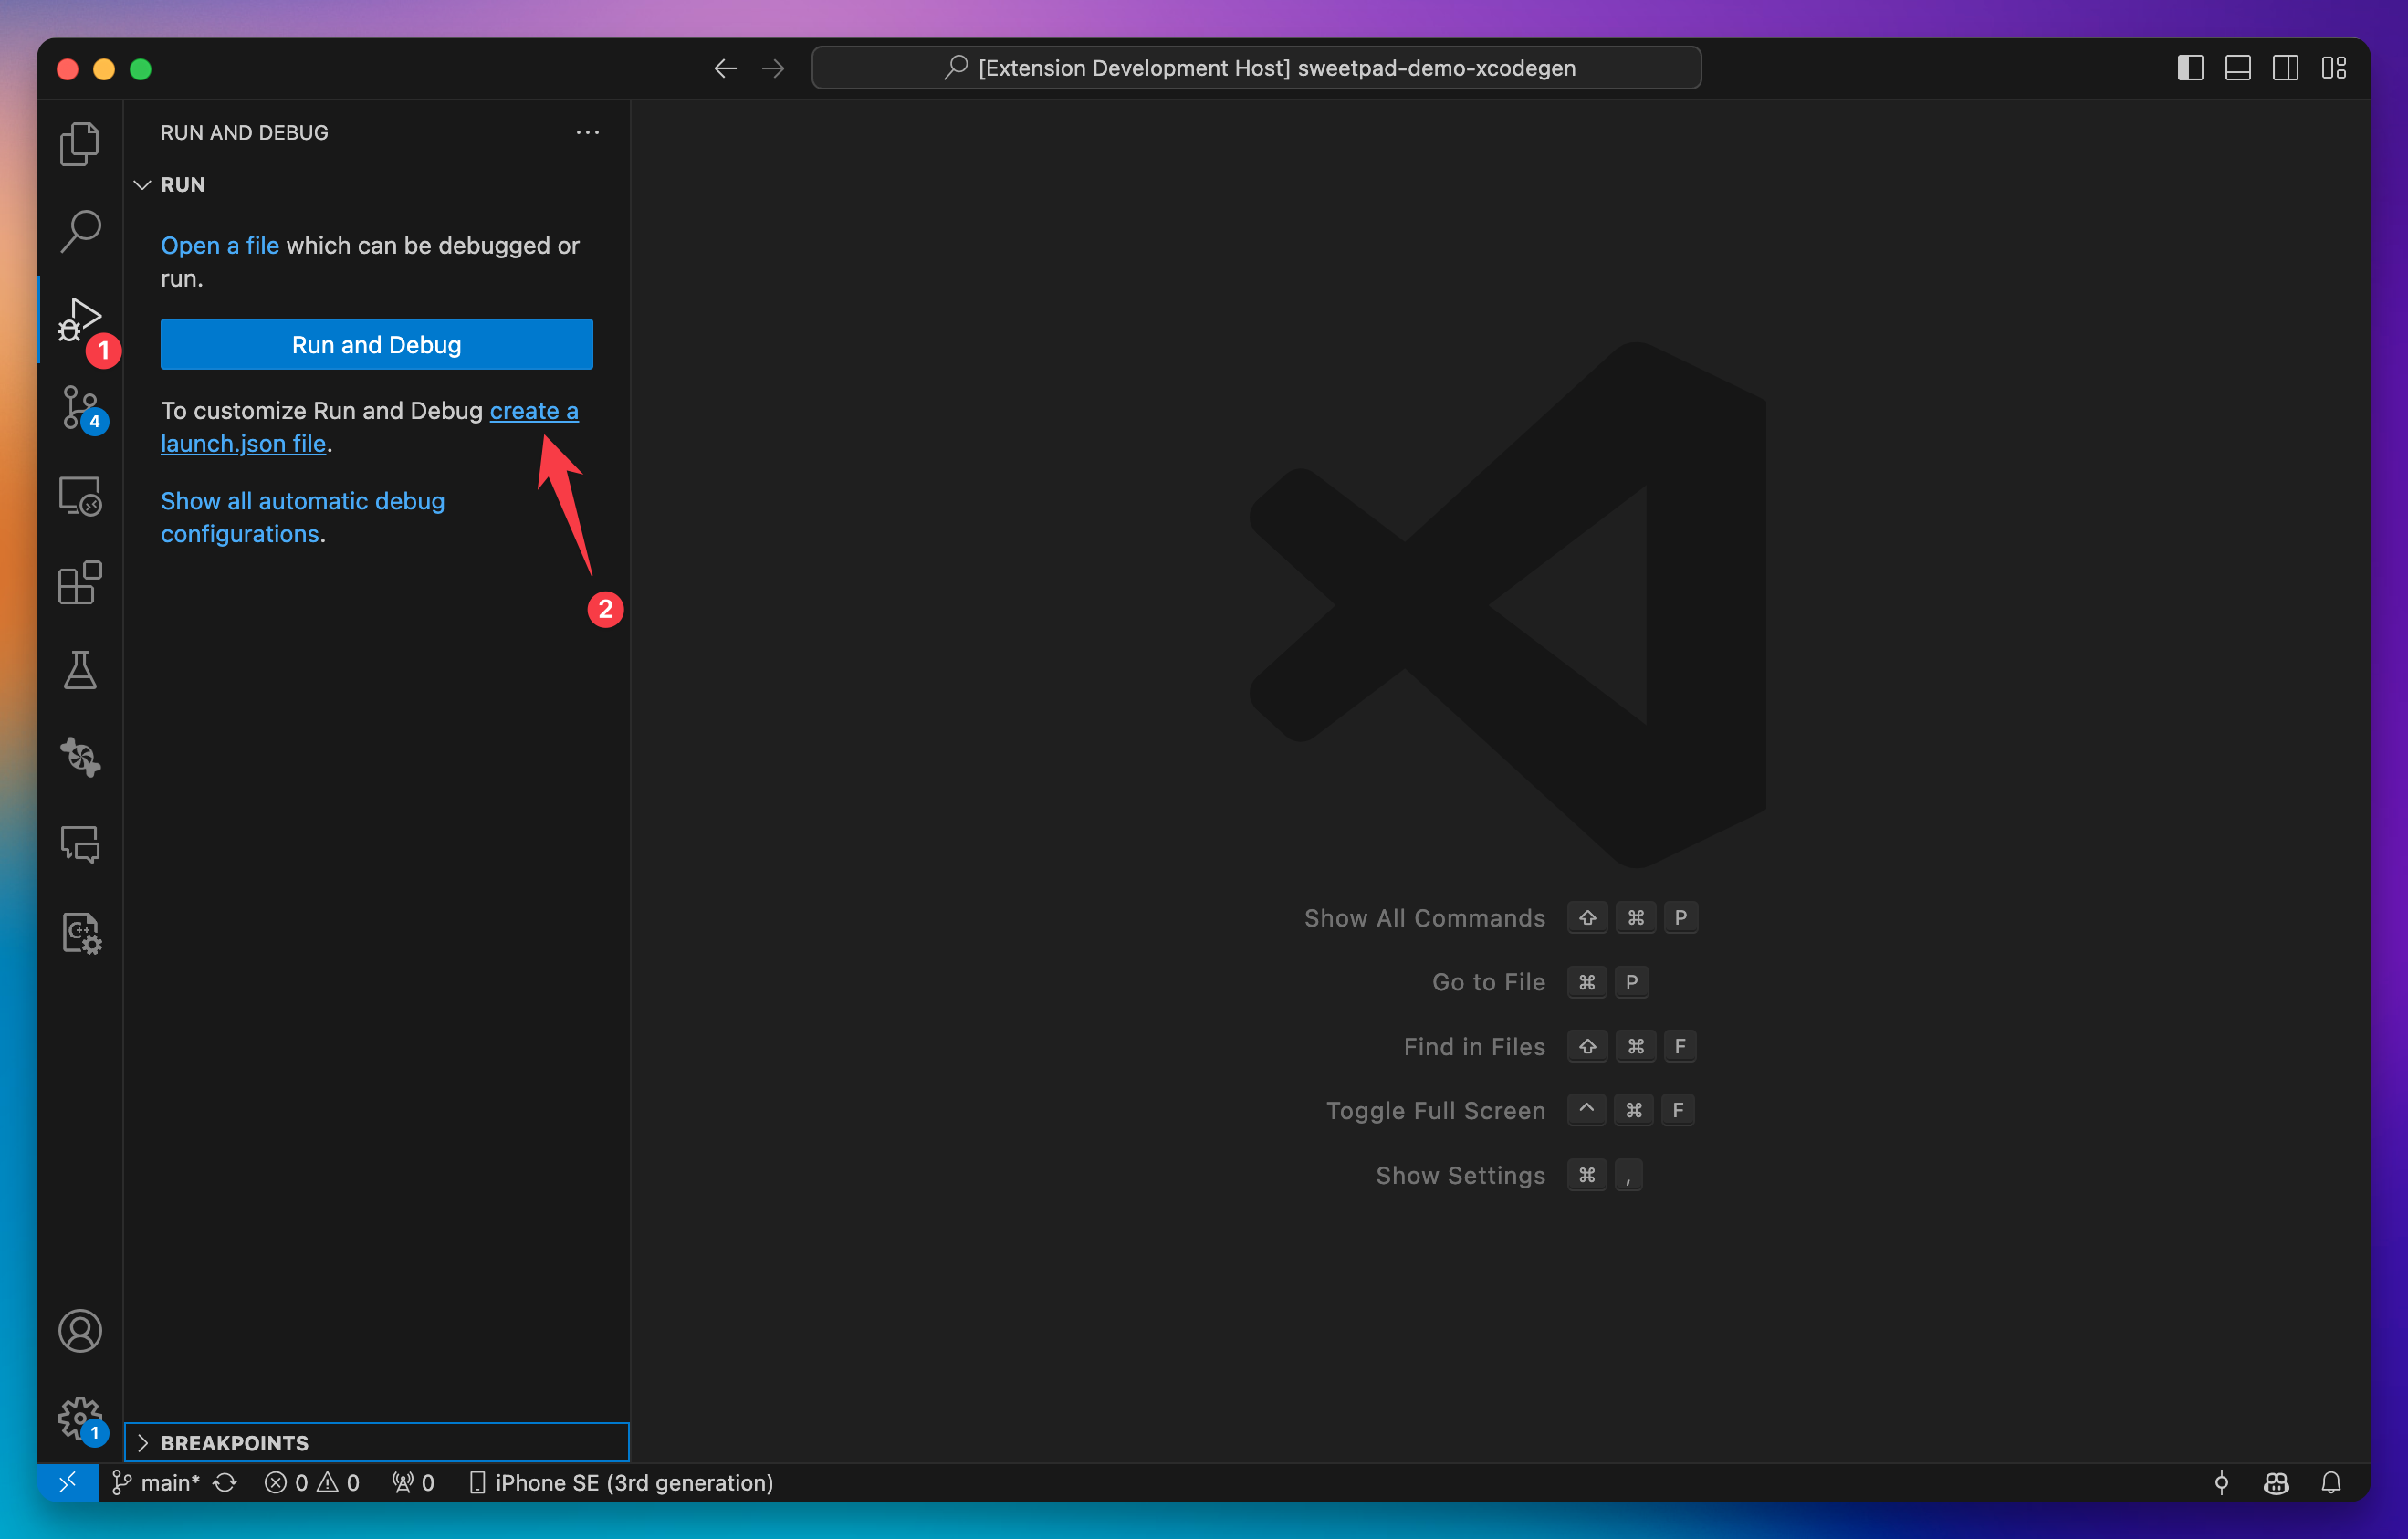 [Extension Development Host] sweetpad-demo-xcodegen
RUN AND DEBUG
RUN
Open a file which can be debugged or
run.
Run and Debug
1
To customize Run and Debug create a
launch.json file.
4
Show all automatic debug
configurations.
2
C++
Show All Commands ⇧ ⌘ P
Go to File ⌘ P
Find in Files ⇧ ⌘ F
Toggle Full Screen ^ ⌘ F
Show Settings ⌘ ,
1
BREAKPOINTS
main* 0 0 0 iPhone SE (3rd generation)